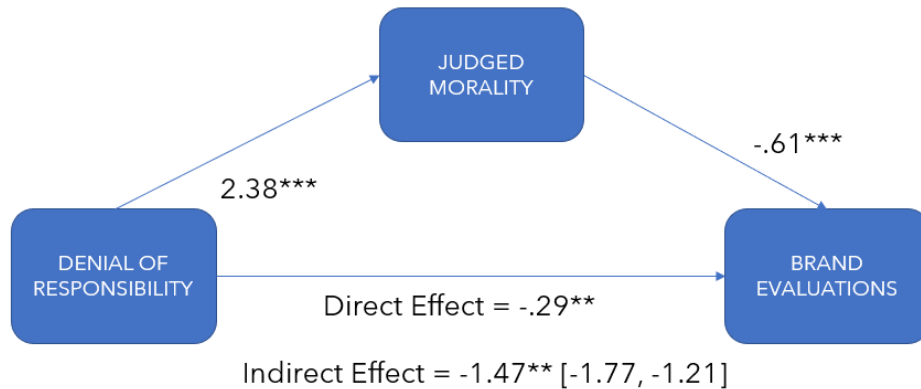 JUDGED
MORALITY
2.38***
-.61***
DENIAL OF
RESPONSIBILITY
BRAND
EVALUATIONS
Direct Effect = -.29**
Indirect Effect = -1.47** [-1.77, -1.21]